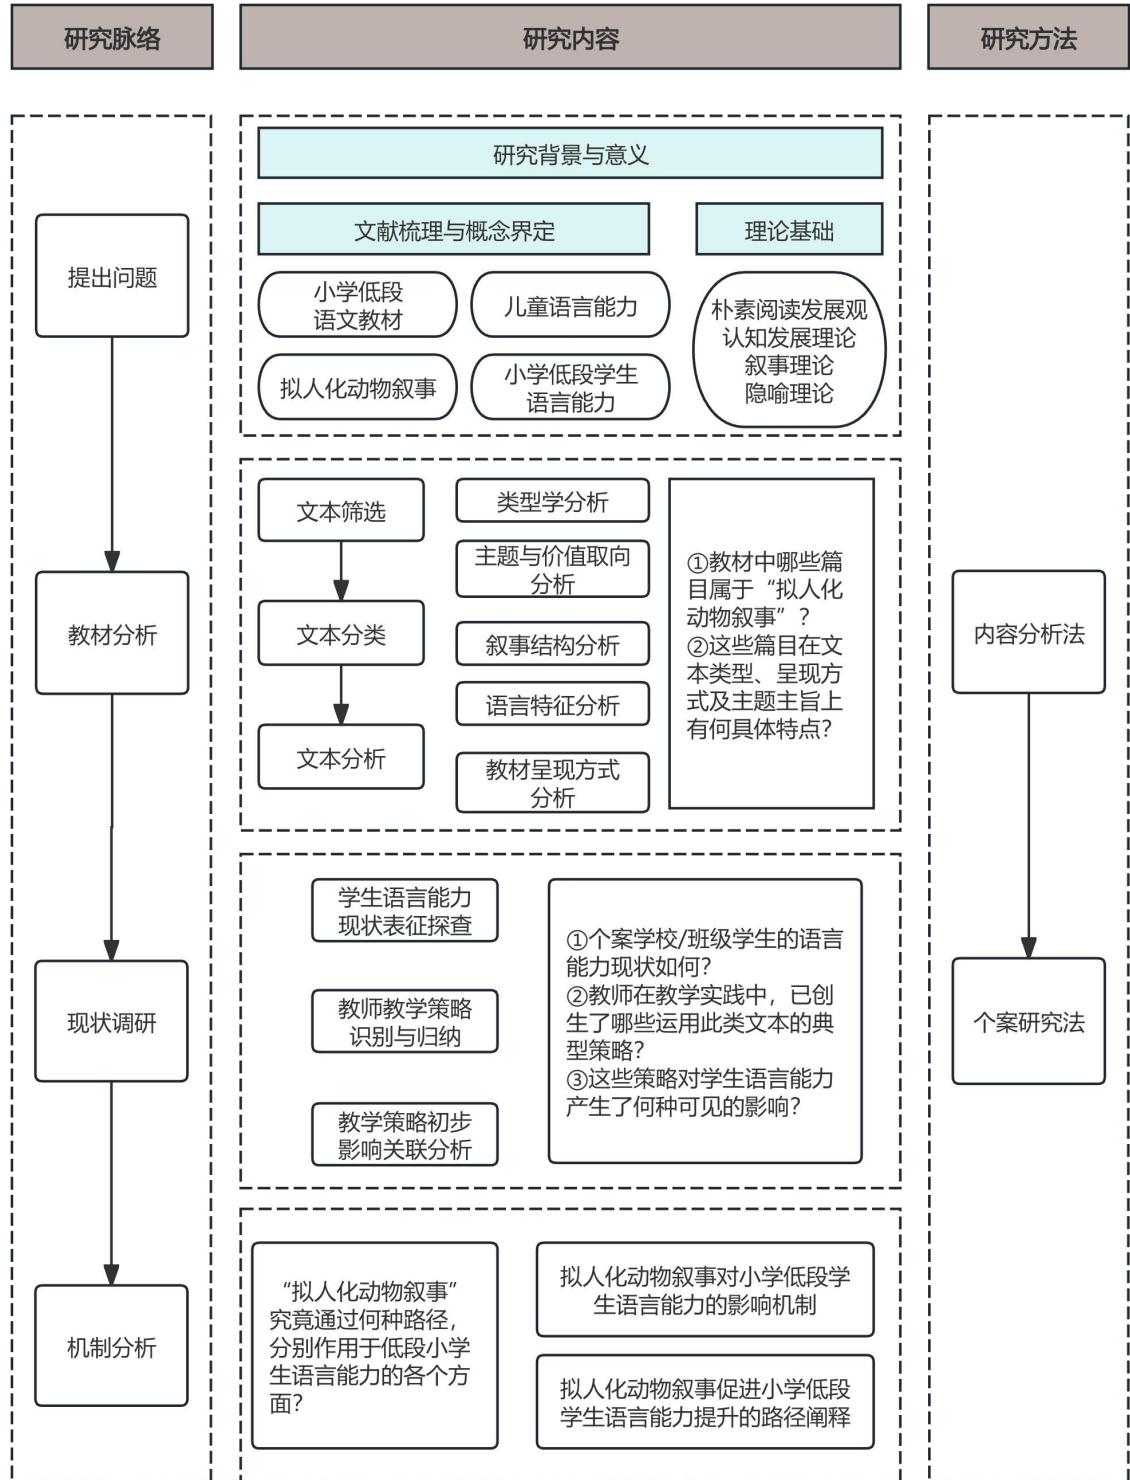 研究脉络
研究内容
研究方法
提出问题
教材分析
现状调研
机制分析
研究背景与意义
文献梳理与概念界定
理论基础
小学低段
语文教材
儿童语言能力
拟人化动物叙事
小学低段学生
语言能力
朴素阅读发展观
认知发展理论
叙事理论
隐喻理论
文本筛选
文本分类
文本分析
类型学分析
主题与价值取向
分析
叙事结构分析
语言特征分析
教材呈现方式
分析
①教材中哪些篇
目属于“拟人化
动物叙事”?
②这些篇目在文
本类型、呈现方
式及主题主旨上
有何具体特点?
学生语言能力
现状表征探查
教师教学策略
识别与归纳
教学策略初步
影响关联分析
①个案学校/班级学生的语言
能力现状如何?
②教师在教学实践中，已创
生了哪些运用此类文本的典
型策略?
③这些策略对学生语言能力
产生了何种可见的影响?
“拟人化动物叙事”
究竟通过何种路径，
分别作用于低段小学
生语言能力的各个方
面?
拟人化动物叙事对小学低段学
生语言能力的影响机制
拟人化动物叙事促进小学低段
学生语言能力提升的路径阐释
内容分析法
个案研究法